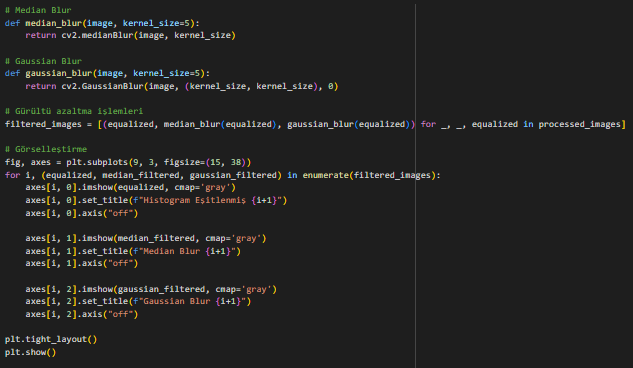 # Median Blur
def median_blur(image, kernel_size=5):
    return cv2.medianBlur(image, kernel_size)
# Gaussian Blur
def gaussian_blur(image, kernel_size=5):
    return cv2.GaussianBlur(image, (kernel_size, kernel_size), 0)
# Gürültü azaltma işlemleri
filtered_images = [(equalized, median_blur(equalized), gaussian_blur(equalized)) for _, _, equalized in processed_images]
# Görselleştirme
fig, axes = plt.subplots(9, 3, figsize=(15, 38))
for i, (equalized, median_filtered, gaussian_filtered) in enumerate(filtered_images):
    axes[i, 0].imshow(equalized, cmap='gray')
    axes[i, 0].set_title(f"Histogram Eşitlenmiş {i+1}")
    axes[i, 0].axis("off")
    axes[i, 1].imshow(median_filtered, cmap='gray')
    axes[i, 1].set_title(f"Median Blur {i+1}")
    axes[i, 1].axis("off")
    axes[i, 2].imshow(gaussian_filtered, cmap='gray')
    axes[i, 2].set_title(f"Gaussian Blur {i+1}")
    axes[i, 2].axis("off")
plt.tight_layout()
plt.show()